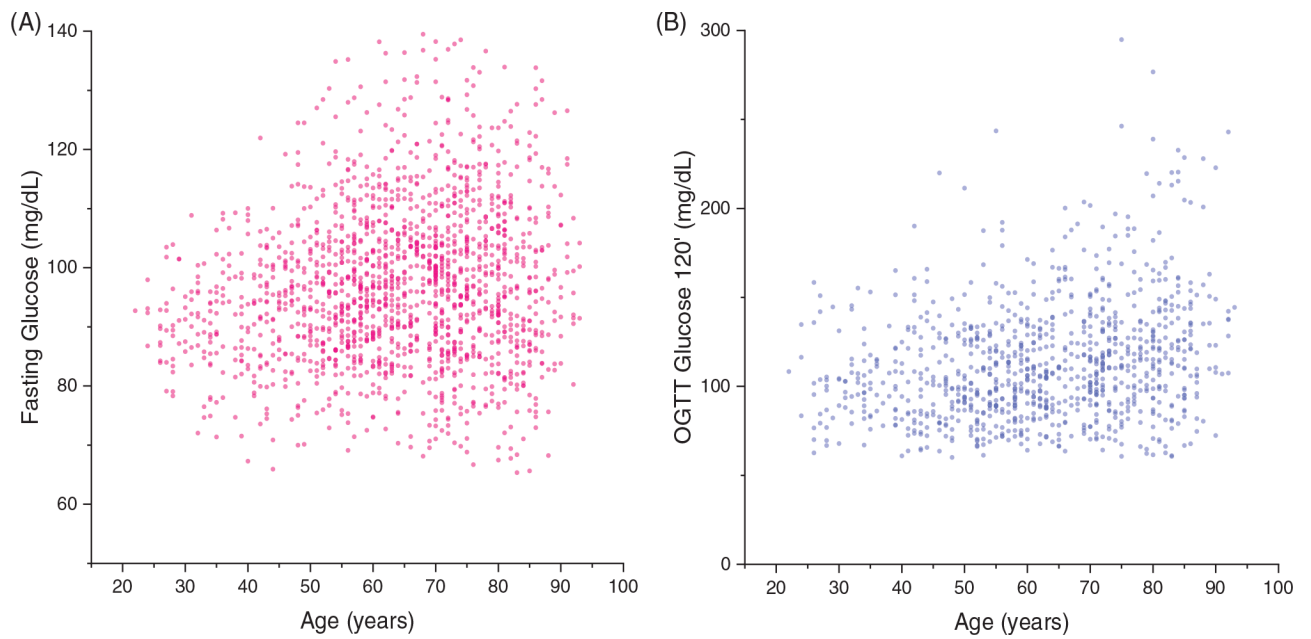 (A)
Fasting Glucose (mg/dL)
140
120
100
80
60
20 30 40 50 60 70 80 90 100
Age (years)
(B)
OGTT Glucose 120' (mg/dL)
300
200
100
0
20 30 40 50 60 70 80 90 100
Age (years)